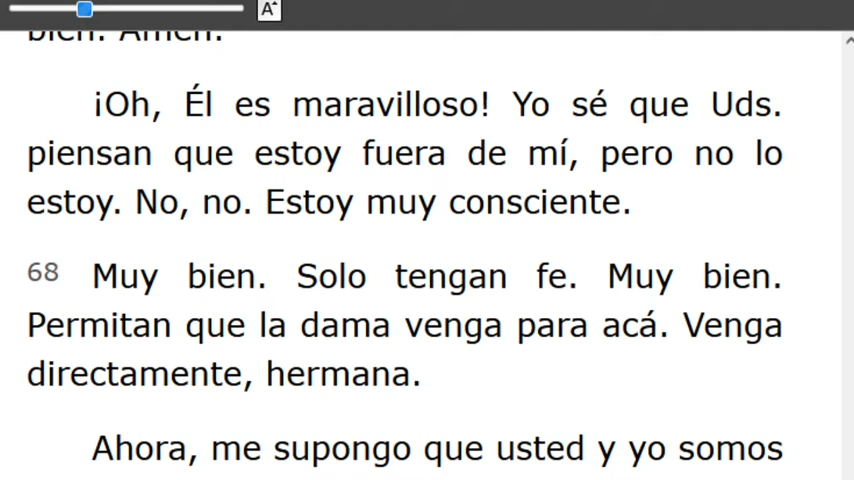 A
bien. Amén.
¡Oh, Él es maravilloso! Yo sé que Uds.
piensan que estoy fuera de mí, pero no lo
estoy. No, no. Estoy muy consciente.
68 Muy bien. Solo tengan fe. Muy bien.
Permitan que la dama venga para acá. Venga
directamente, hermana.
Ahora, me supongo que usted y yo somos